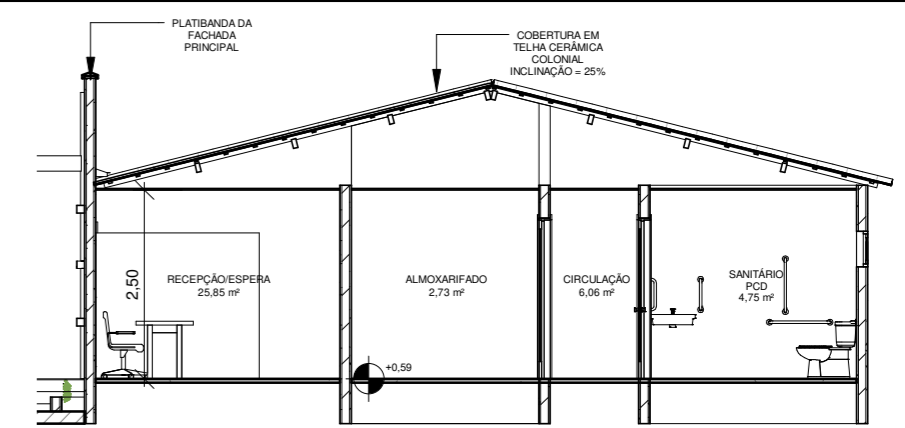 PLATIBANDA DA
FACHADA
PRINCIPAL
COBERTURA EM
TELHA CERÂMICA
COLONIAL
INCLINAÇÃO = 25%
2,50
RECEPÇÃO/ESPERA
25,85 m²
ALMOXARIFADO
2,73 m²
CIRCULAÇÃO
6,06 m²
SANITÁRIO
PCD
4,75 m²
+0,59